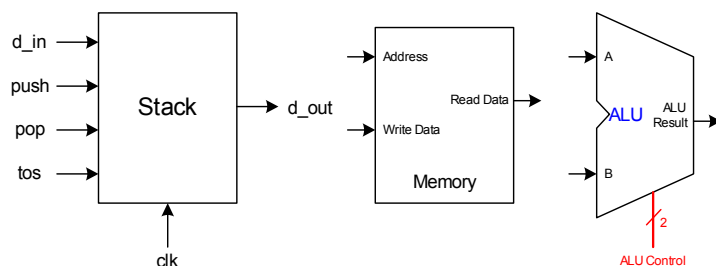 d_in
push
pop
tos
Stack
d_out
clk
Address
Read Data
Write Data
Memory
A
ALU
ALU
Result
B
2
ALU Control